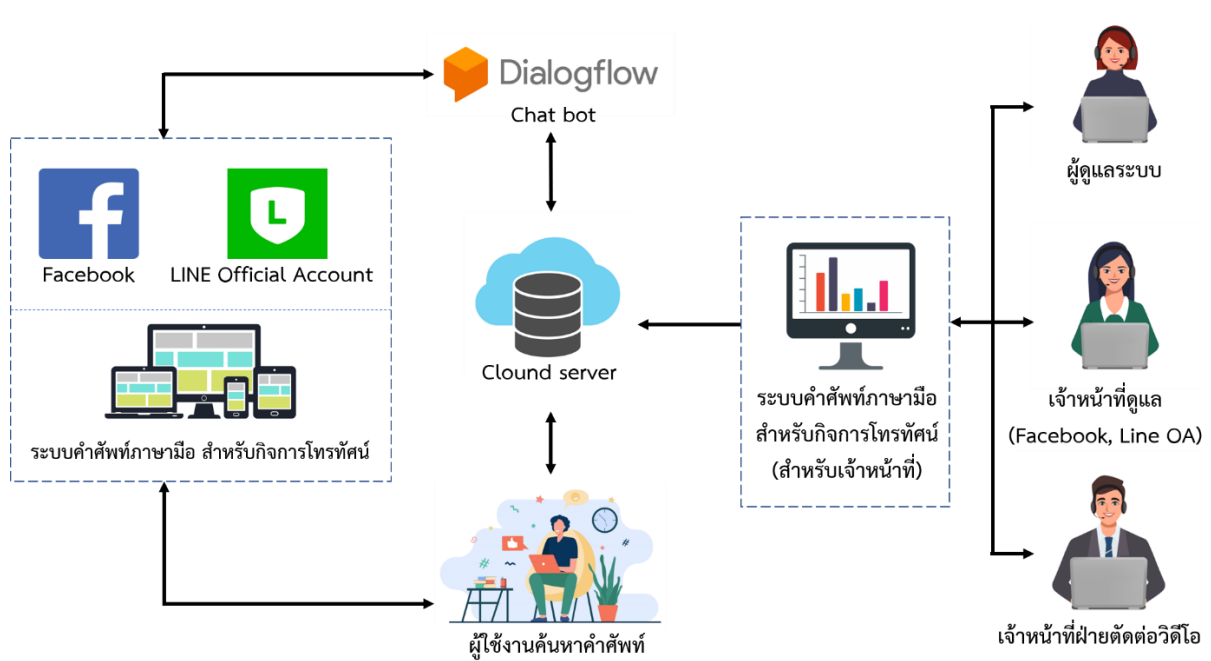 Dialogflow
Chat bot
Facebook
LINE Official Account
ระบบคำศัพท์ภาษามือ สำหรับกิจการโทรทัศน์
Clound server
ผู้ใช้งานค้นหาคำศัพท์
ระบบคำศัพท์ภาษามือ
สำหรับกิจการโทรทัศน์
(สำหรับเจ้าหน้าที่)
ผู้ดูแลระบบ
เจ้าหน้าที่ดูแล
(Facebook, Line OA)
เจ้าหน้าที่ฝ่ายตัดต่อวิดีโอ